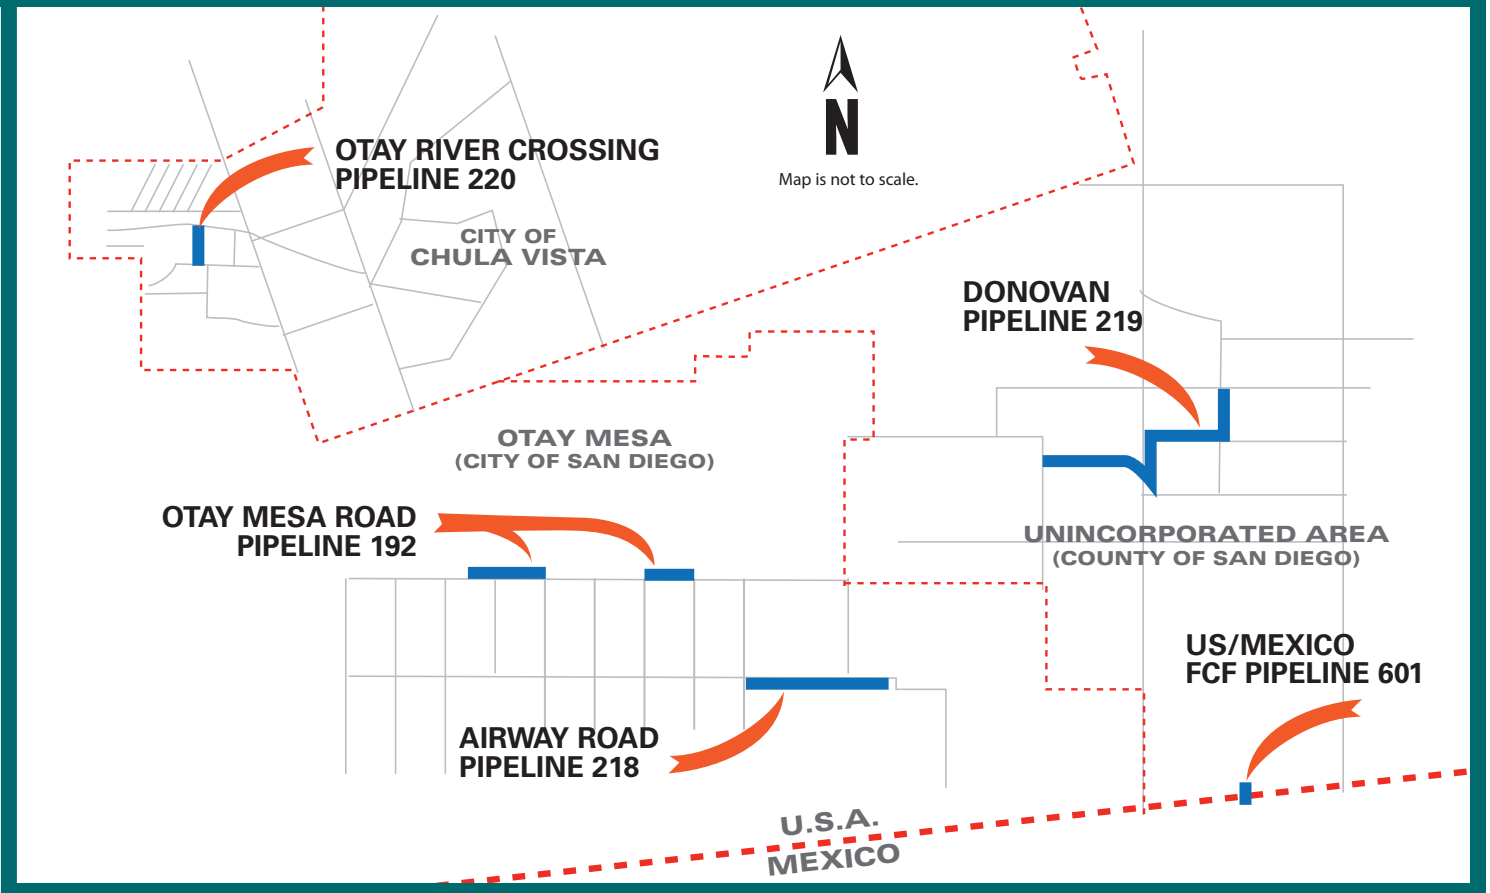 N
Map is not to scale.
OTAY RIVER CROSSING
PIPELINE 220
CITY OF
CHULA VISTA
DONOVAN
PIPELINE 219
OTAY MESA
(CITY OF SAN DIEGO)
OTAY MESA ROAD
PIPELINE 192
UNINCORPORATED AREA
(COUNTY OF SAN DIEGO)
US/MEXICO
FCF PIPELINE 601
AIRWAY ROAD
PIPELINE 218
U.S.A.
MEXICO